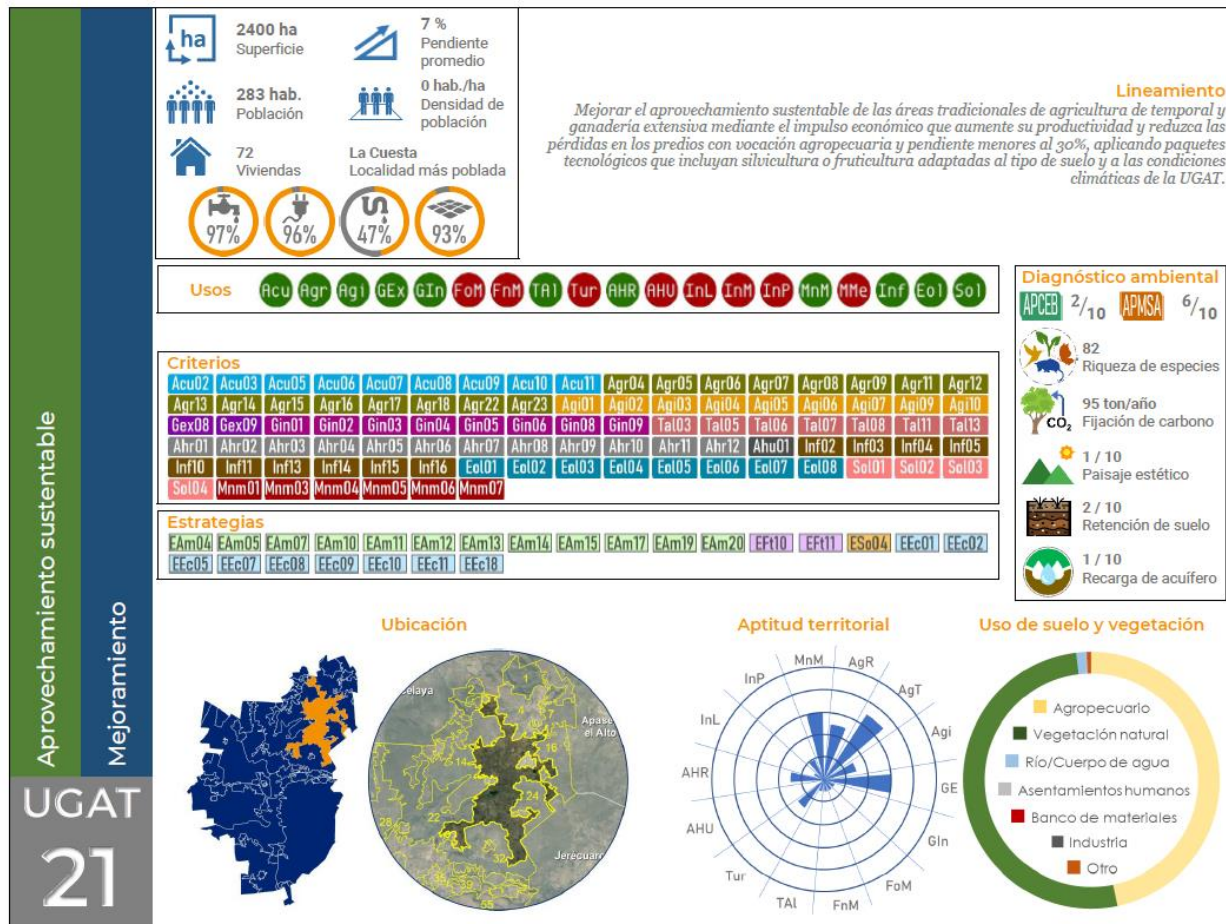 Aprovechamiento sustentable
Mejoramiento
UGAT
21
ha
2400 ha
Superficie
7 %
Pendiente
promedio
283 hab.
Población
0 hab./ha
Densidad de
población
72
Viviendas
La Cuesta
Localidad más poblada
97%
96%
47%
93%
Lineamiento
Mejorar el aprovechamiento sustentable de las áreas tradicionales de agricultura de temporal y
ganadería extensiva mediante el impulso económico que aumente su productividad y reduzca las
pérdidas en los predios con vocación agropecuaria y pendiente menores al 30%, aplicando paquetes
tecnológicos que incluyan silvicultura o fruticultura adaptadas al tipo de suelo y a las condiciones
climáticas de la UGAT.
Usos Acu Agr Agi GEx GIn FoM FnM TAl Tur AHR AHU InL InM InP MnM MMe Inf Eol Sol
Criterios
Acu02 Acu03 Acu05 Acu06 Acu07 Acu08 Acu09 Acu10 Acu11 Agr04 Agr05 Agr06 Agr07 Agr08 Agr09 Agr11 Agr12
Agr13 Agr14 Agr15 Agr16 Agr17 Agr18 Agr22 Agr23 Agi01 Agi02 Agi03 Agi04 Agi05 Agi06 Agi07 Agi09 Agi10
Gex08 Gex09 Gin01 Gin02 Gin03 Gin04 Gin05 Gin06 Gin08 Gin09 Tal03 Tal05 Tal06 Tal07 Tal08 Tal11 Tal13
Ahr01 Ahr02 Ahr03 Ahr04 Ahr05 Ahr06 Ahr07 Ahr08 Ahr09 Ahr10 Ahr11 Ahr12 Ahu01 Inf02 Inf03 Inf04 Inf05
Inf10 Inf11 Inf13 Inf14 Inf15 Inf16 Eol01 Eol02 Eol03 Eol04 Eol05 Eol06 Eol07 Eol08 Sol01 Sol02 Sol03
Sol04 Mnm01 Mnm03 Mnm04 Mnm05 Mnm06 Mnm07
Estrategias
EAm04 EAm05 EAm07 EAm10 EAm11 EAm12 EAm13 EAm14 EAm15 EAm17 EAm19 EAm20 EFt10 EFt11 ESo04 EEc01 EEc02
EEc05 EEc07 EEc08 EEc09 EEc10 EEc11 EEc18
Diagnóstico ambiental
APCEB 2/10 APMSA 6/10
82
Riqueza de especies
CO₂
95 ton/año
Fijación de carbono
1 / 10
Paisaje estético
2 / 10
Retención de suelo
1 / 10
Recarga de acuífero
Ubicación
elaya
Apase
el Alto
Jerécuaro
1
2
4
14
16
22
24
28
32
55
Aptitud territorial
MnM
AgR
AgT
Agi
GE
GIn
FoM
FnM
TAl
Tur
AHU
AHR
InL
InP
Uso de suelo y vegetación
Agropecuario
Vegetación natural
Río/Cuerpo de agua
Asentamientos humanos
Banco de materiales
Industria
Otro